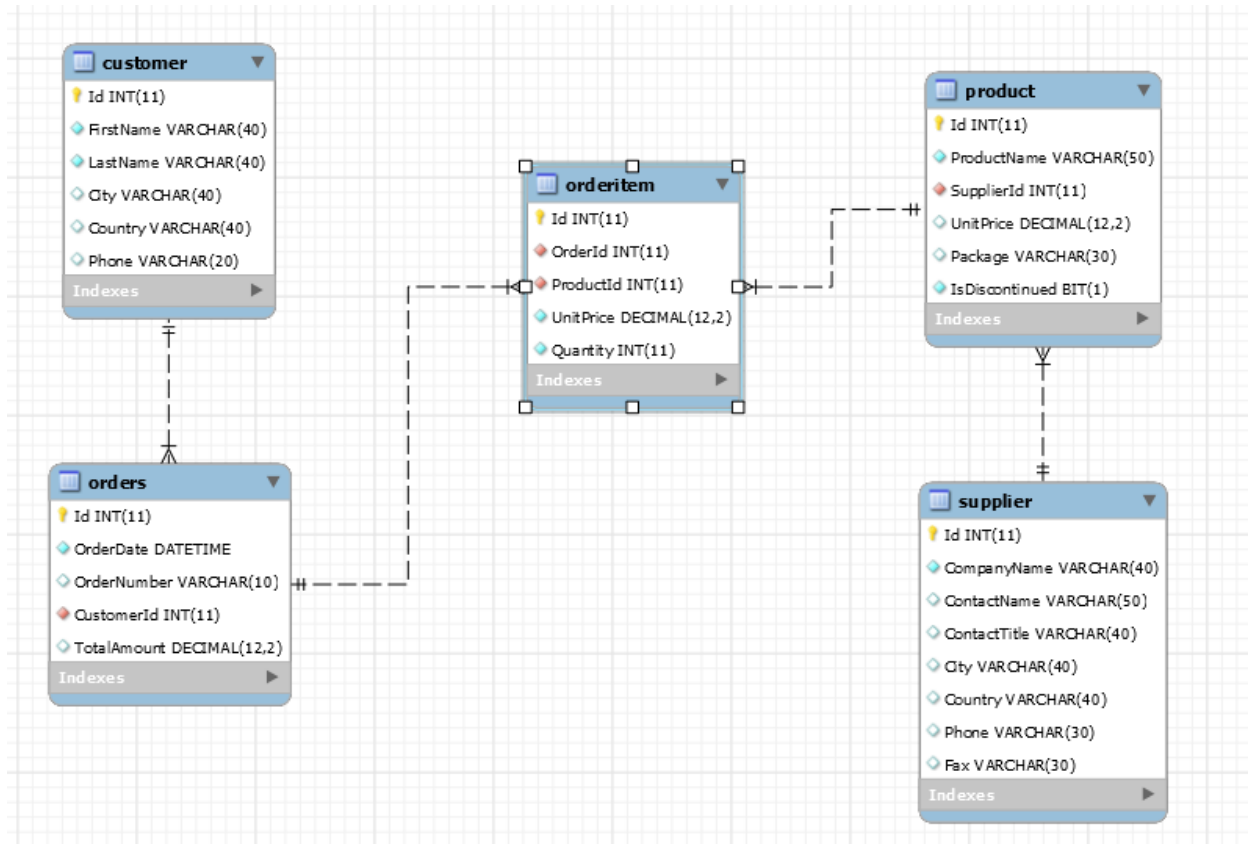 customer
Id INT(11)
FirstName VARCHAR(40)
LastName VARCHAR(40)
City VARCHAR(40)
Country VARCHAR(40)
Phone VARCHAR(20)
Indexes
orders
Id INT(11)
OrderDate DATETIME
OrderNumber VARCHAR(10)
CustomerId INT(11)
TotalAmount DECIMAL(12,2)
Indexes
orderitem
Id INT(11)
OrderId INT(11)
ProductId INT(11)
UnitPrice DECIMAL(12,2)
Quantity INT(11)
Indexes
product
Id INT(11)
ProductName VARCHAR(50)
SupplierId INT(11)
UnitPrice DECIMAL(12,2)
Package VARCHAR(30)
IsDiscontinued BIT(1)
Indexes
supplier
Id INT(11)
CompanyName VARCHAR(40)
ContactName VARCHAR(50)
ContactTitle VARCHAR(40)
City VARCHAR(40)
Country VARCHAR(40)
Phone VARCHAR(30)
Fax VARCHAR(30)
Indexes